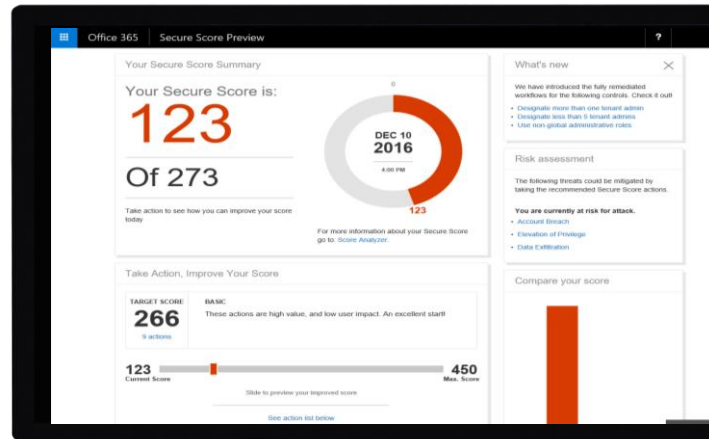 Office 365 Secure Score Preview ?
Your Secure Score Summary
Your Secure Score is:
123
Of 273
Take action to see how you can improve your score
today
0
DEC 10
2016
4:00 PM
123
For more information about your Secure Score
go to: Score Analyzer.
What's new
We have introduced the fully remediated
workflows for the following controls. Check it out!
• Designate more than one tenant admin
• Designate less than 5 tenant admins
• Use non-global administrative roles
Risk assessment
The following threats could be mitigated by
taking the recommended Secure Score actions.
You are currently at risk for attack.
• Account Breach
• Elevation of Privilege
• Data Exfiltration
Take Action, Improve Your Score
TARGET SCORE
266
9 actions
BASIC
These actions are high value, and low user impact. An excellent start!
123
Current Score
450
Max. Score
Slide to preview your improved score
See action list below
Compare your score